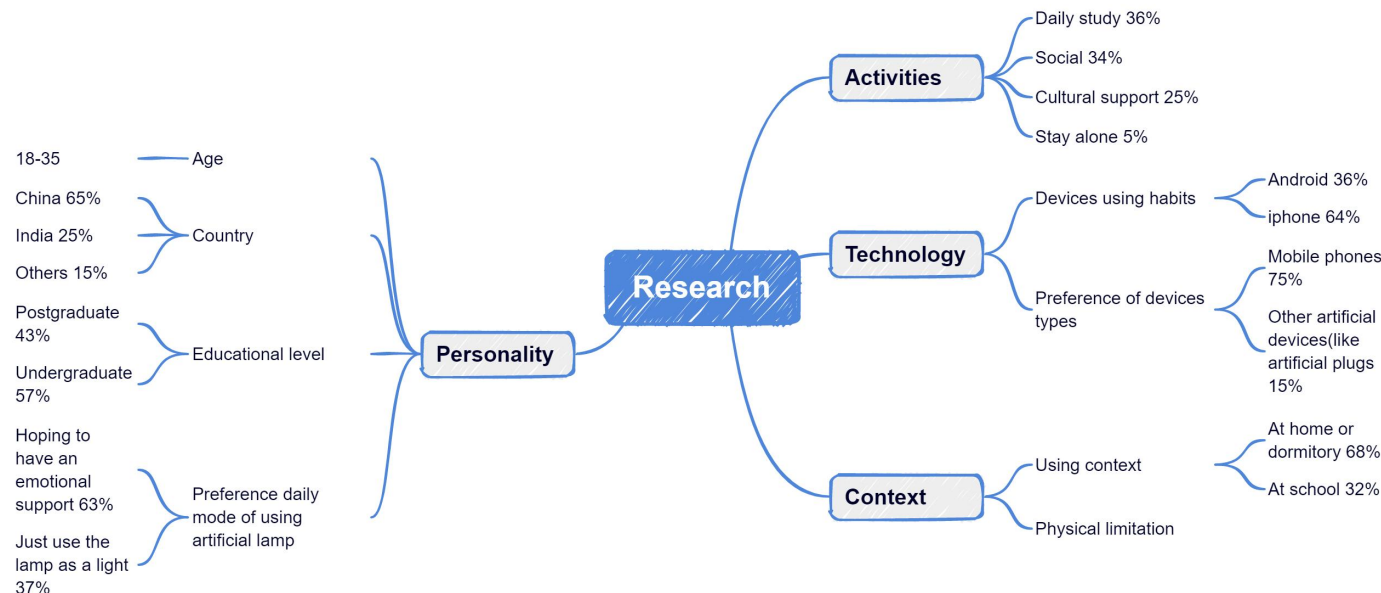 Research
Activities
Daily study 36%
Social 34%
Cultural support 25%
Stay alone 5%
Technology
Devices using habits
Android 36%
iphone 64%
Preference of devices
types
Mobile phones
75%
Other artificial
devices(like
artificial plugs
15%
Context
Using context
At home or
dormitory 68%
At school 32%
Physical limitation
Personality
Age
18-35
Country
China 65%
India 25%
Others 15%
Educational level
Postgraduate
43%
Undergraduate
57%
Preference daily
mode of using
artificial lamp
Hoping to
have an
emotional
support 63%
Just use the
lamp as a light
37%